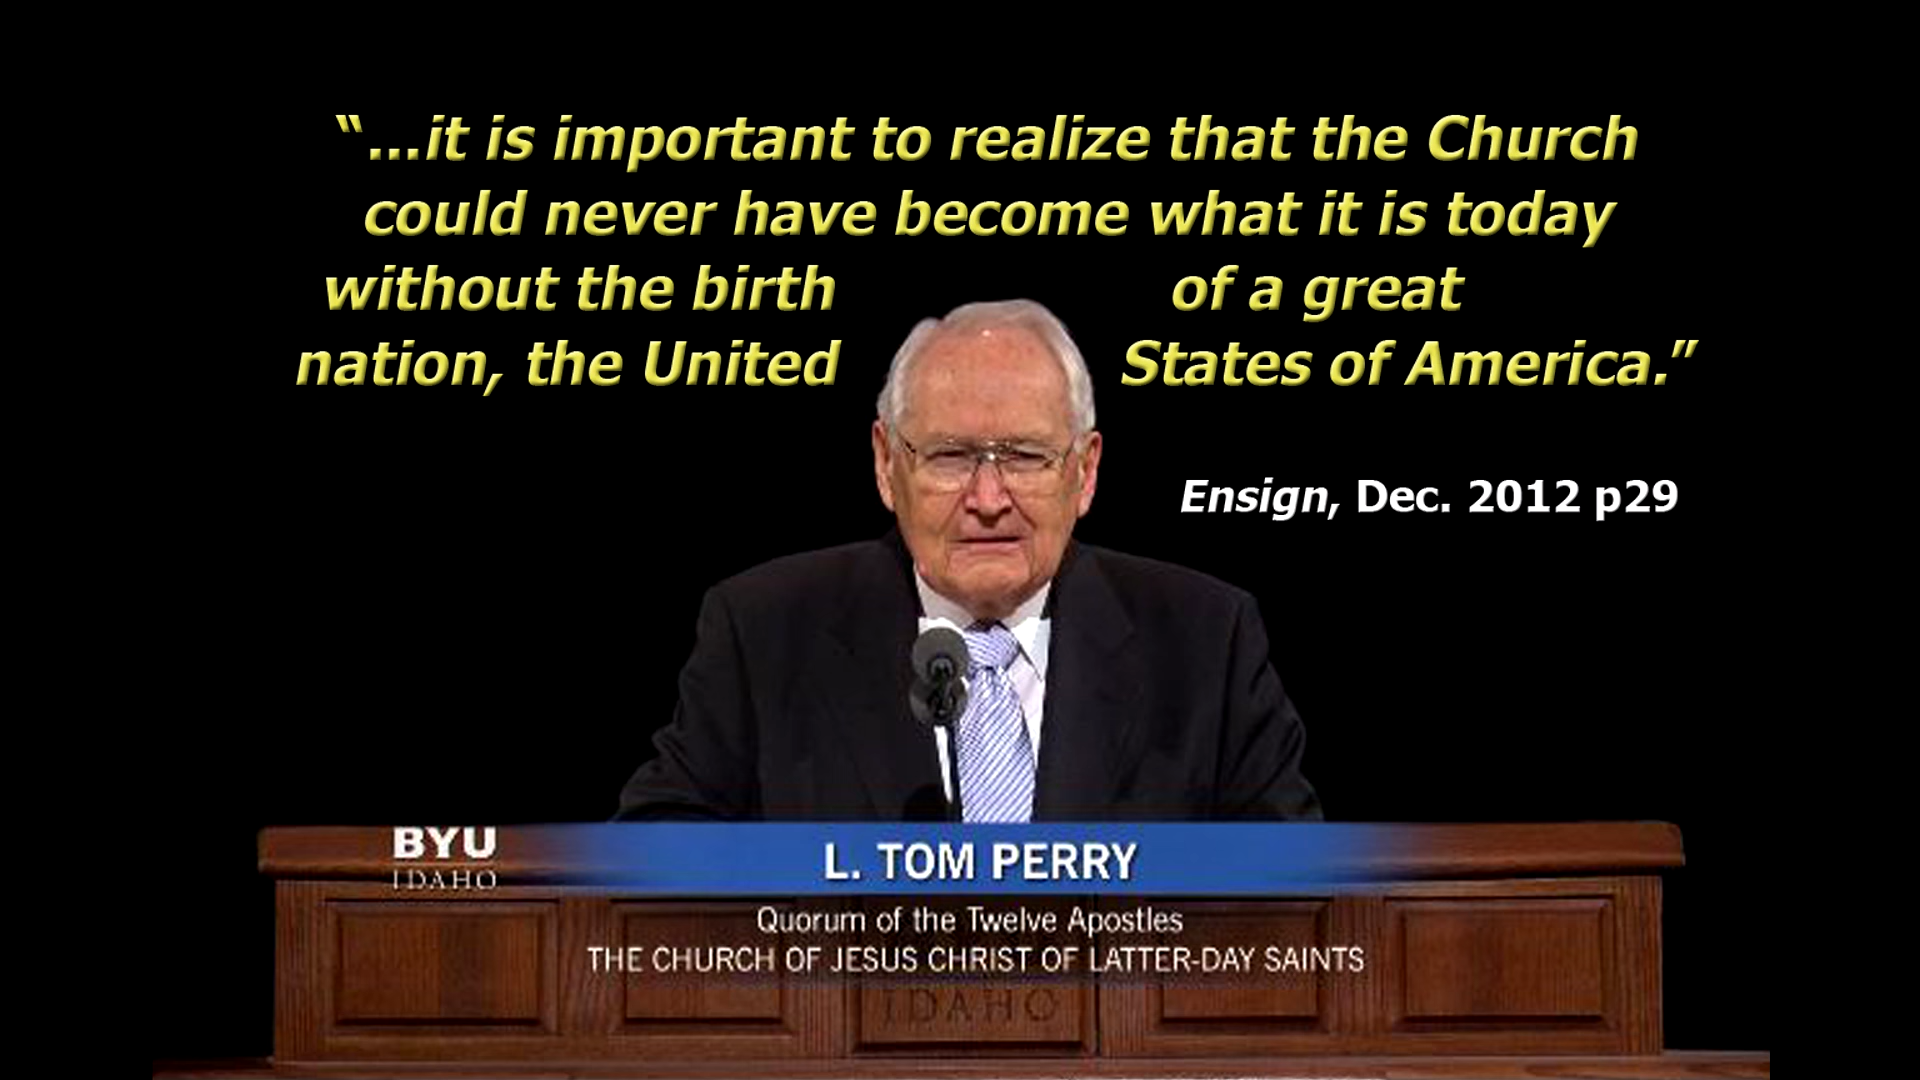 “...it is important to realize that the Church
could never have become what it is today
without the birth of a great
nation, the United States of America.”
Ensign, Dec. 2012 p29
BYU
IDAHO
L. TOM PERRY
Quorum of the Twelve Apostles
THE CHURCH OF JESUS CHRIST OF LATTER-DAY SAINTS
IDAHO